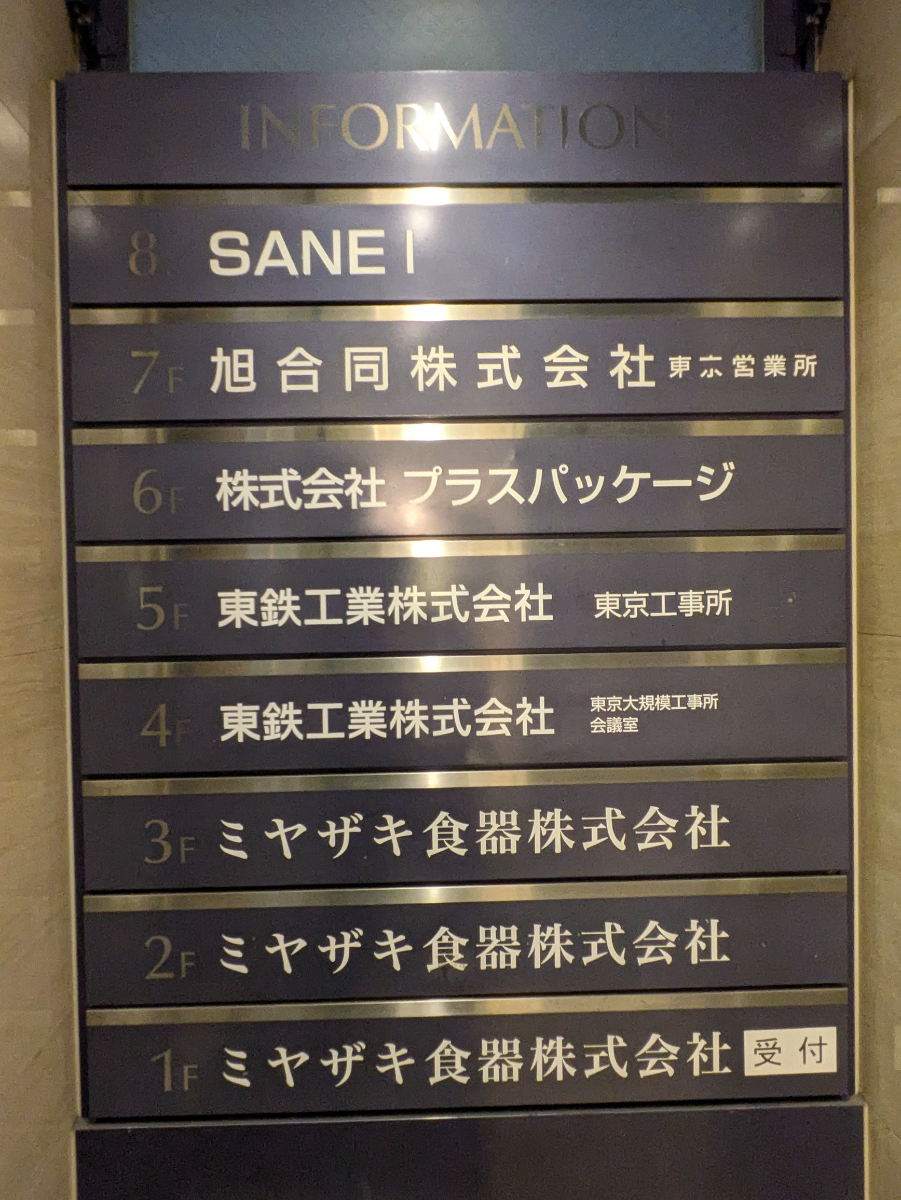 INFORMATION
8 SANEI
7F 旭合同株式会社 東京営業所
6F 株式会社 プラスパッケージ
5F 東鉄工業株式会社 東京工事所
4F 東鉄工業株式会社 東京大規模工事所
会議室
3F ミヤザキ食器株式会社
2F ミヤザキ食器株式会社
1F ミヤザキ食器株式会社 受付